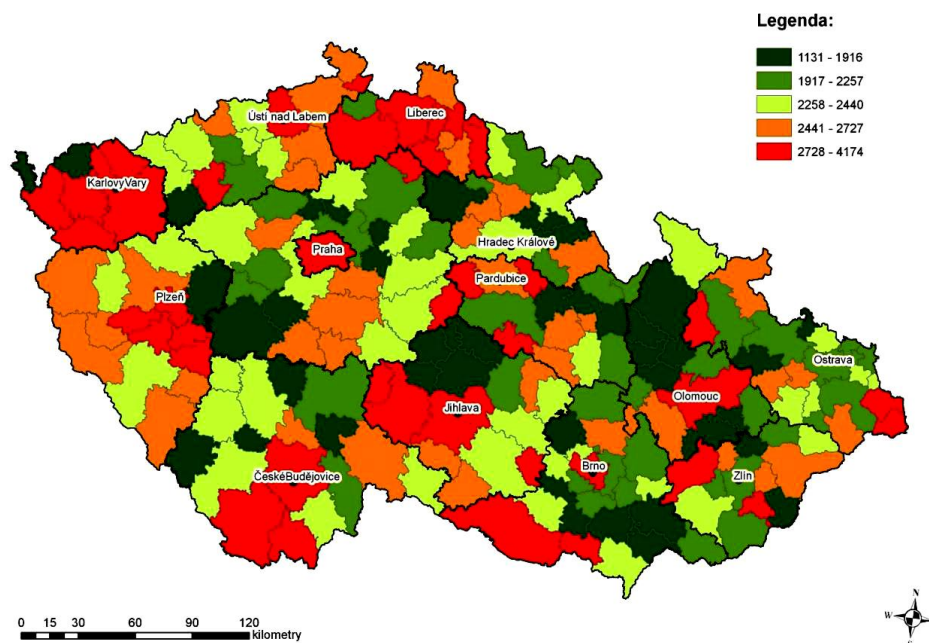 Legenda:
1131 - 1916
1917 - 2257
2258 - 2440
2441 - 2727
2728 - 4174
Ústí nad Labem
Liberec
KarlovyVary
Praha
Hradec Králové
Plzeň
Pardubice
Ostrava
Olomouc
Jihlava
Brno
Zlín
ČeskéBudějovice
0 15 30 60 90 120
kilometry
N
W E
S